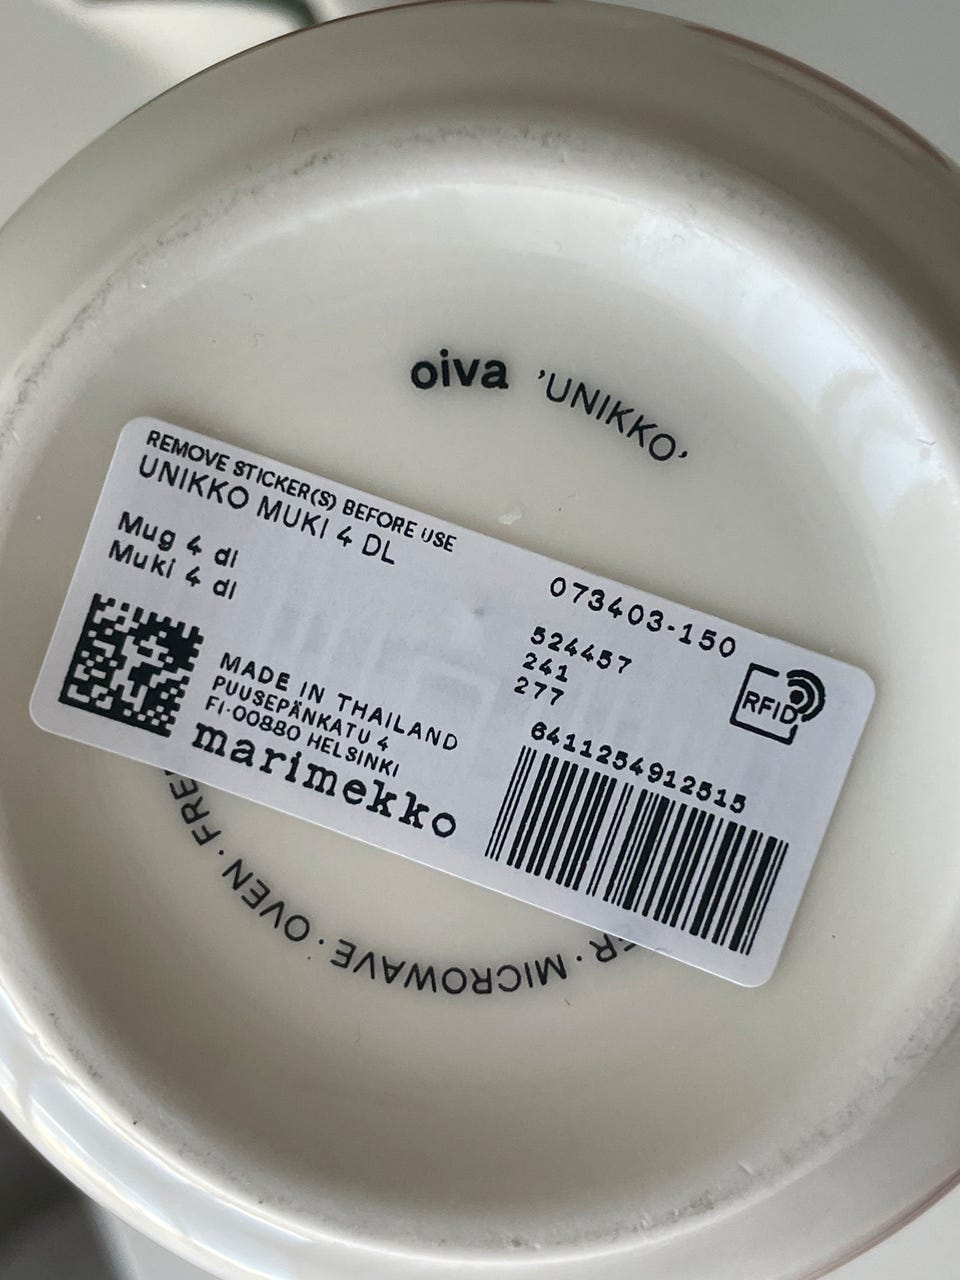 oiva 'UNIKKO'
REMOVE STICKER(S) BEFORE USE
UNIKKO MUKI 4 DL
Mug 4 dl
Muki 4 dl
073403-150
524457
241
277
RFID
MADE IN THAILAND
PUUSEPÄNKATU 4
FI-00880 HELSINKI
marimekko
6411254912515
ER · MICROWAVE · OVEN · FREE